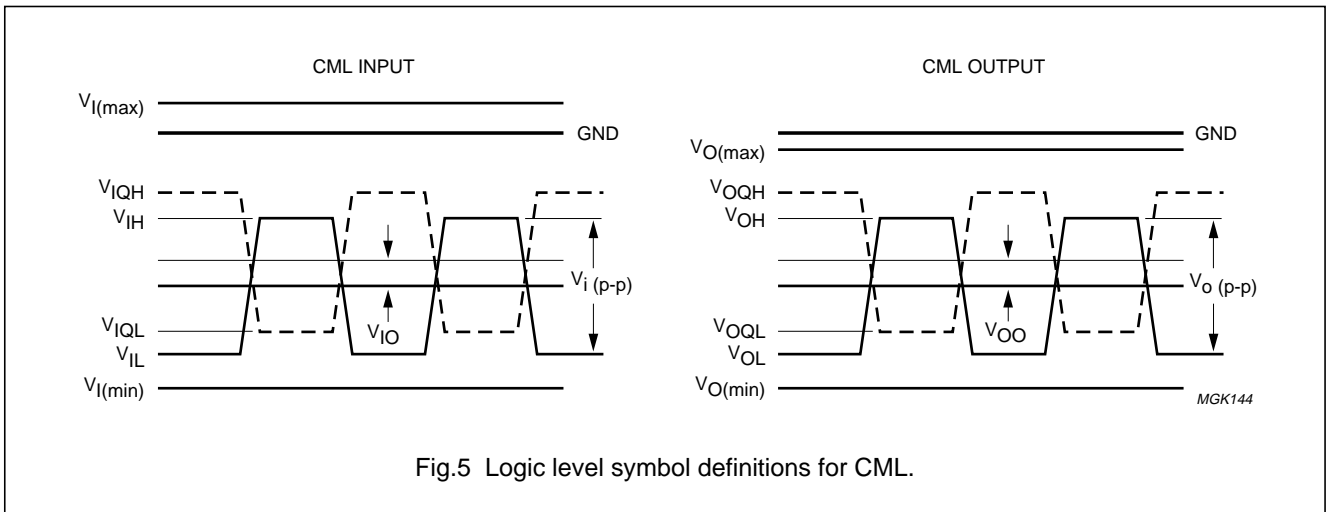 CML INPUT
VI(max)
GND
VIQH
VIH
Vi (p-p)
VIO
VIQL
VIL
VI(min)
CML OUTPUT
GND
VO(max)
VOQH
VOH
Vo (p-p)
VOO
VOQL
VOL
VO(min)
MGK144
Fig.5 Logic level symbol definitions for CML.